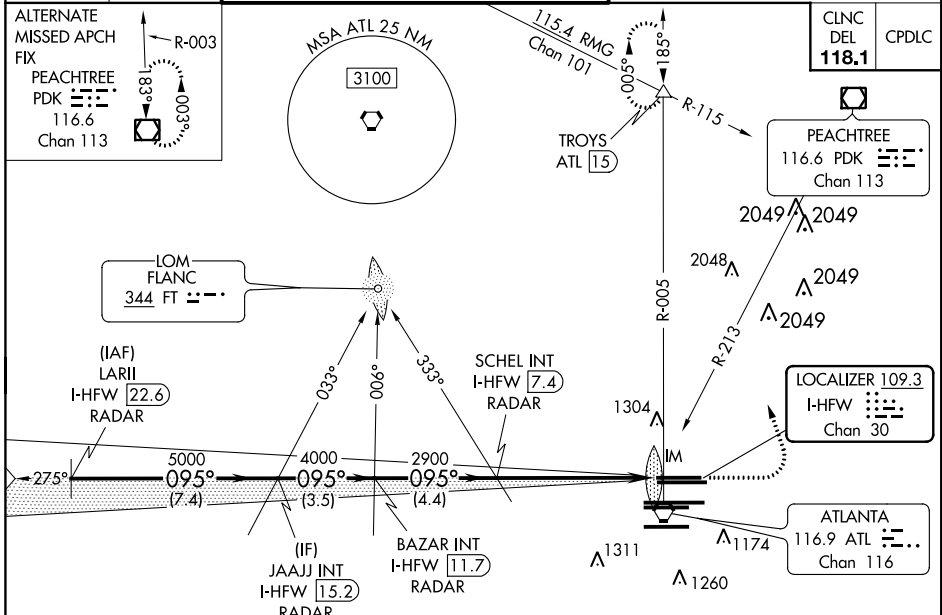 ALTERNATE
MISSED APCH
FIX
PEACHTREE
PDK
116.6
Chan 113
R-003
183°
003°
MSA ATL 25 NM
3100
115.4 RMG
Chan 101
005°
185°
R-115
TROYS
ATL 15
CLNC
DEL
118.1
CPDLC
PEACHTREE
116.6 PDK
Chan 113
2049
2049
2048
2049
2049
R-005
R-213
LOM
FLANC
344 FT
(IAF)
LARII
I-HFW 22.6
RADAR
033°
006°
333°
SCHEL INT
I-HFW 7.4
RADAR
1304
IM
LOCALIZER 109.3
I-HFW
Chan 30
275°
5000
095°
(7.4)
4000
095°
(3.5)
2900
095°
(4.4)
(IF)
JAAJJ INT
I-HFW 15.2
RADAR
BAZAR INT
I-HFW 11.7
RADAR
1311
1260
1174
ATLANTA
116.9 ATL
Chan 116